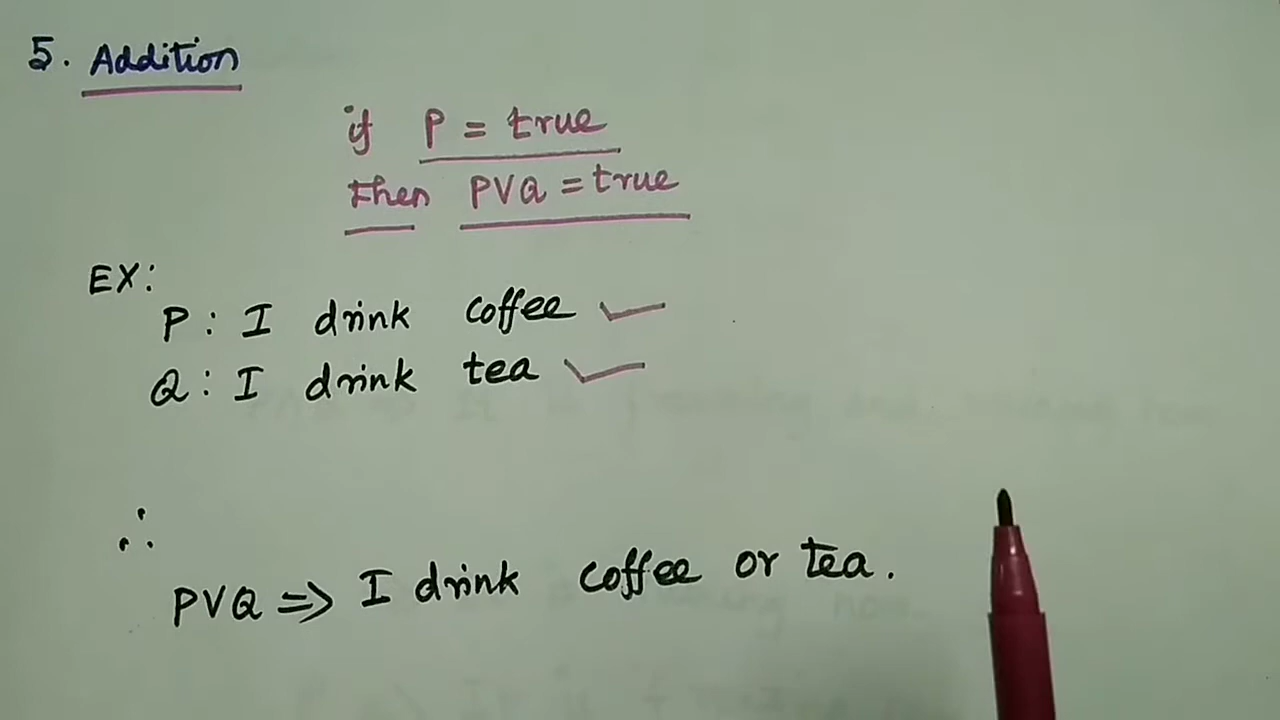 5. Addition
if P = true
then PVQ = true
EX:
P : I drink coffee ✓
Q : I drink tea ✓
∴
PVQ => I drink coffee or tea.